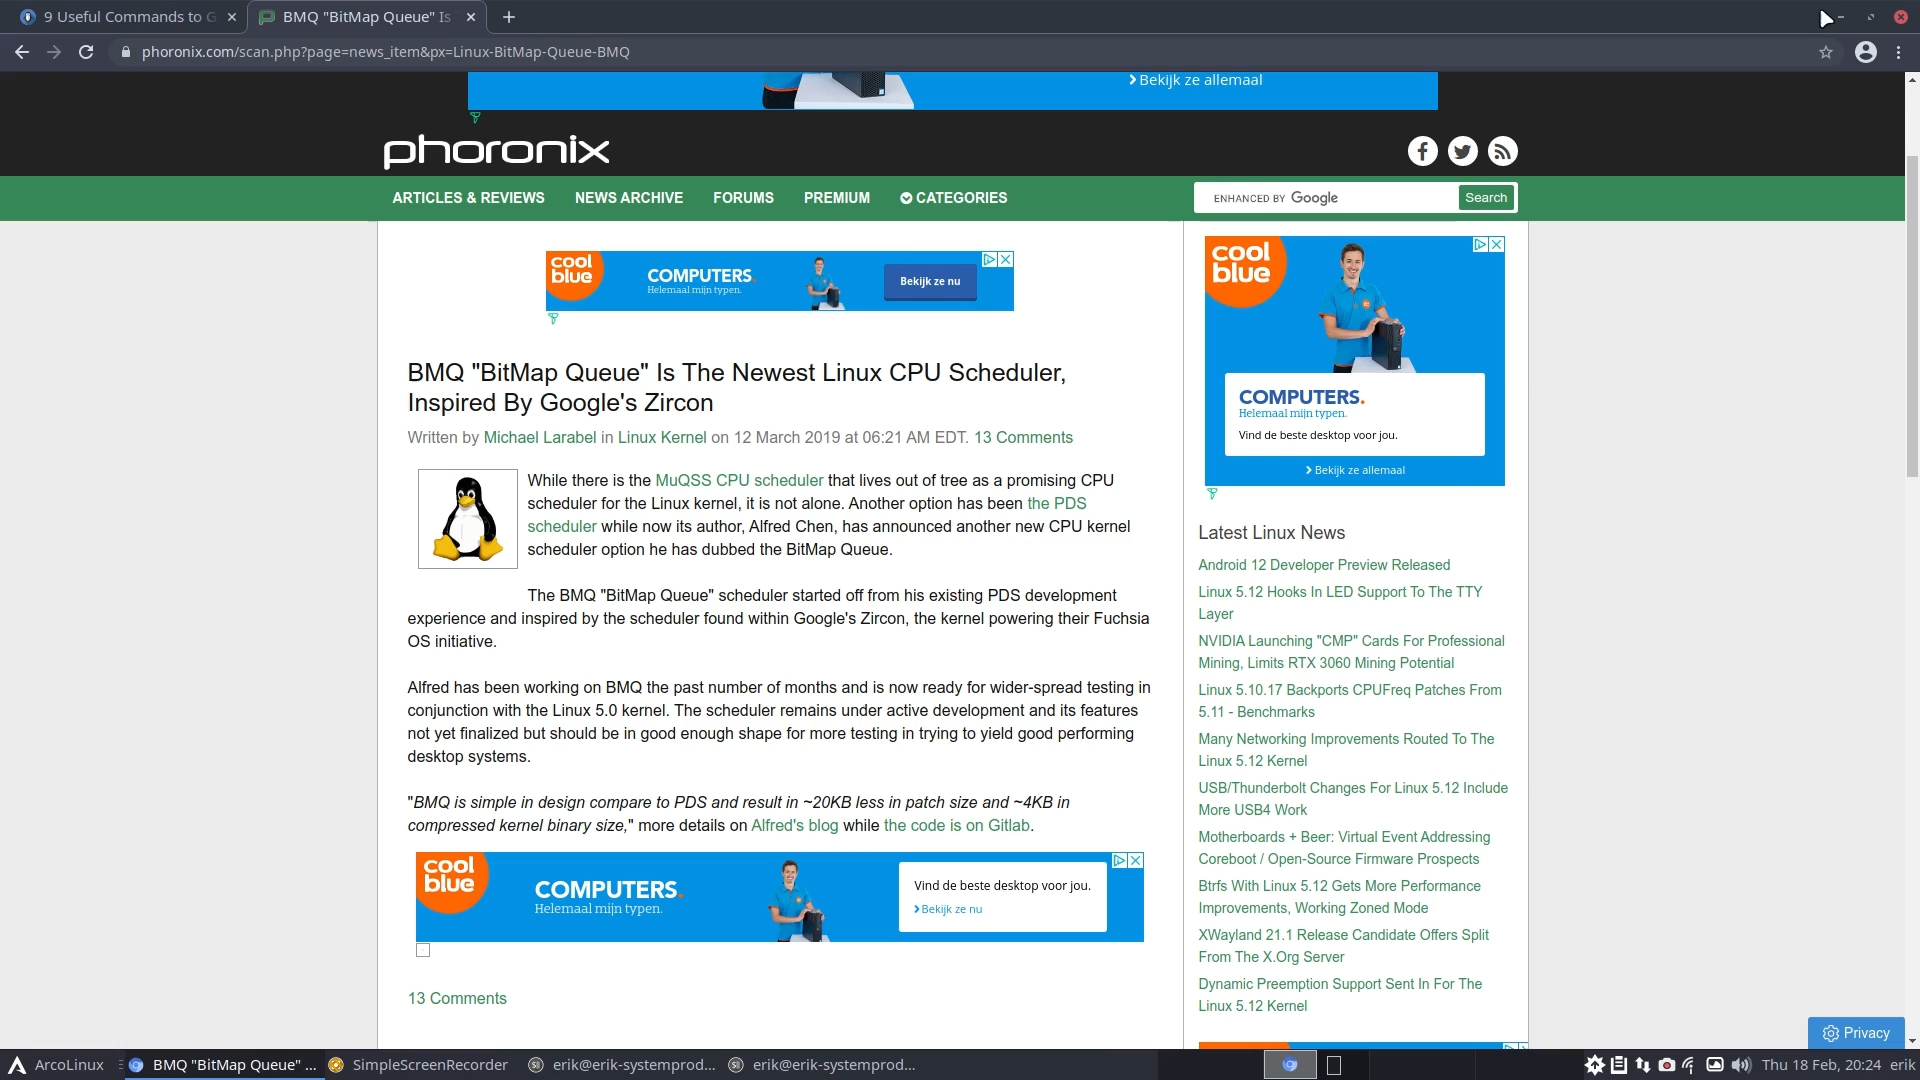 9 Useful Commands to G
BMQ "BitMap Queue" Is
phoronix.com/scan.php?page=news_item&px=Linux-BitMap-Queue-BMQ
Bekijk ze allemaal
phoronix
ARTICLES & REVIEWS NEWS ARCHIVE FORUMS PREMIUM CATEGORIES
ENHANCED BY Google Search
cool
blue
COMPUTERS.
Helemaal mijn typen.
Bekijk ze nu
BMQ "BitMap Queue" Is The Newest Linux CPU Scheduler,
Inspired By Google's Zircon
Written by Michael Larabel in Linux Kernel on 12 March 2019 at 06:21 AM EDT. 13 Comments
While there is the MuQSS CPU scheduler that lives out of tree as a promising CPU
scheduler for the Linux kernel, it is not alone. Another option has been the PDS
scheduler while now its author, Alfred Chen, has announced another new CPU kernel
scheduler option he has dubbed the BitMap Queue.
The BMQ "BitMap Queue" scheduler started off from his existing PDS development
experience and inspired by the scheduler found within Google's Zircon, the kernel powering their Fuchsia
OS initiative.
Alfred has been working on BMQ the past number of months and is now ready for wider-spread testing in
conjunction with the Linux 5.0 kernel. The scheduler remains under active development and its features
not yet finalized but should be in good enough shape for more testing in trying to yield good performing
desktop systems.
"BMQ is simple in design compare to PDS and result in ~20KB less in patch size and ~4KB in
compressed kernel binary size," more details on Alfred's blog while the code is on Gitlab.
cool
blue
COMPUTERS.
Helemaal mijn typen.
Vind de beste desktop voor jou.
Bekijk ze nu
13 Comments
cool
blue
COMPUTERS.
Helemaal mijn typen.
Vind de beste desktop voor jou.
Bekijk ze allemaal
Latest Linux News
Android 12 Developer Preview Released
Linux 5.12 Hooks In LED Support To The TTY
Layer
NVIDIA Launching "CMP" Cards For Professional
Mining, Limits RTX 3060 Mining Potential
Linux 5.10.17 Backports CPUFreq Patches From
5.11 - Benchmarks
Many Networking Improvements Routed To The
Linux 5.12 Kernel
USB/Thunderbolt Changes For Linux 5.12 Include
More USB4 Work
Motherboards + Beer: Virtual Event Addressing
Coreboot / Open-Source Firmware Prospects
Btrfs With Linux 5.12 Gets More Performance
Improvements, Working Zoned Mode
XWayland 21.1 Release Candidate Offers Split
From The X.Org Server
Dynamic Preemption Support Sent In For The
Linux 5.12 Kernel
Privacy
ArcoLinux
BMQ "BitMap Queue" ...
SimpleScreenRecorder
erik@erik-systemprod...
erik@erik-systemprod...
Thu 18 Feb, 20:24 erik